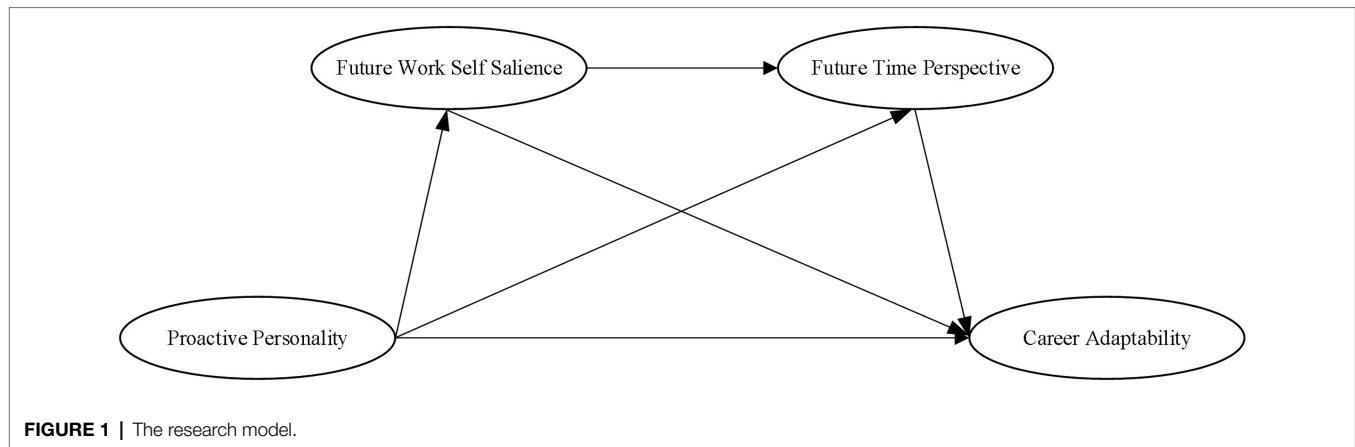 Future Work Self Salience
Future Time Perspective
Proactive Personality
Career Adaptability
FIGURE 1 | The research model.